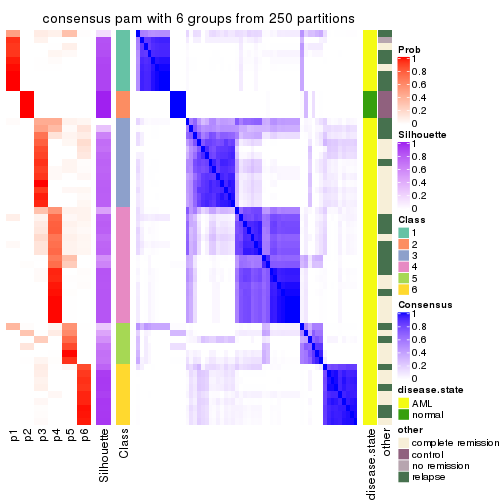 consensus pam with 6 groups from 250 partitions
Prob
1
0.8
0.6
0.4
0.2
0
Silhouette
1
0.8
0.6
0.4
0.2
0
Class
1
2
3
4
5
6
Consensus
1
0.8
0.6
0.4
0.2
0
disease.state
AML
normal
other
complete remission
control
no remission
relapse
p1
p2
p3
p4
p5
p6
Silhouette
Class
disease.state
other